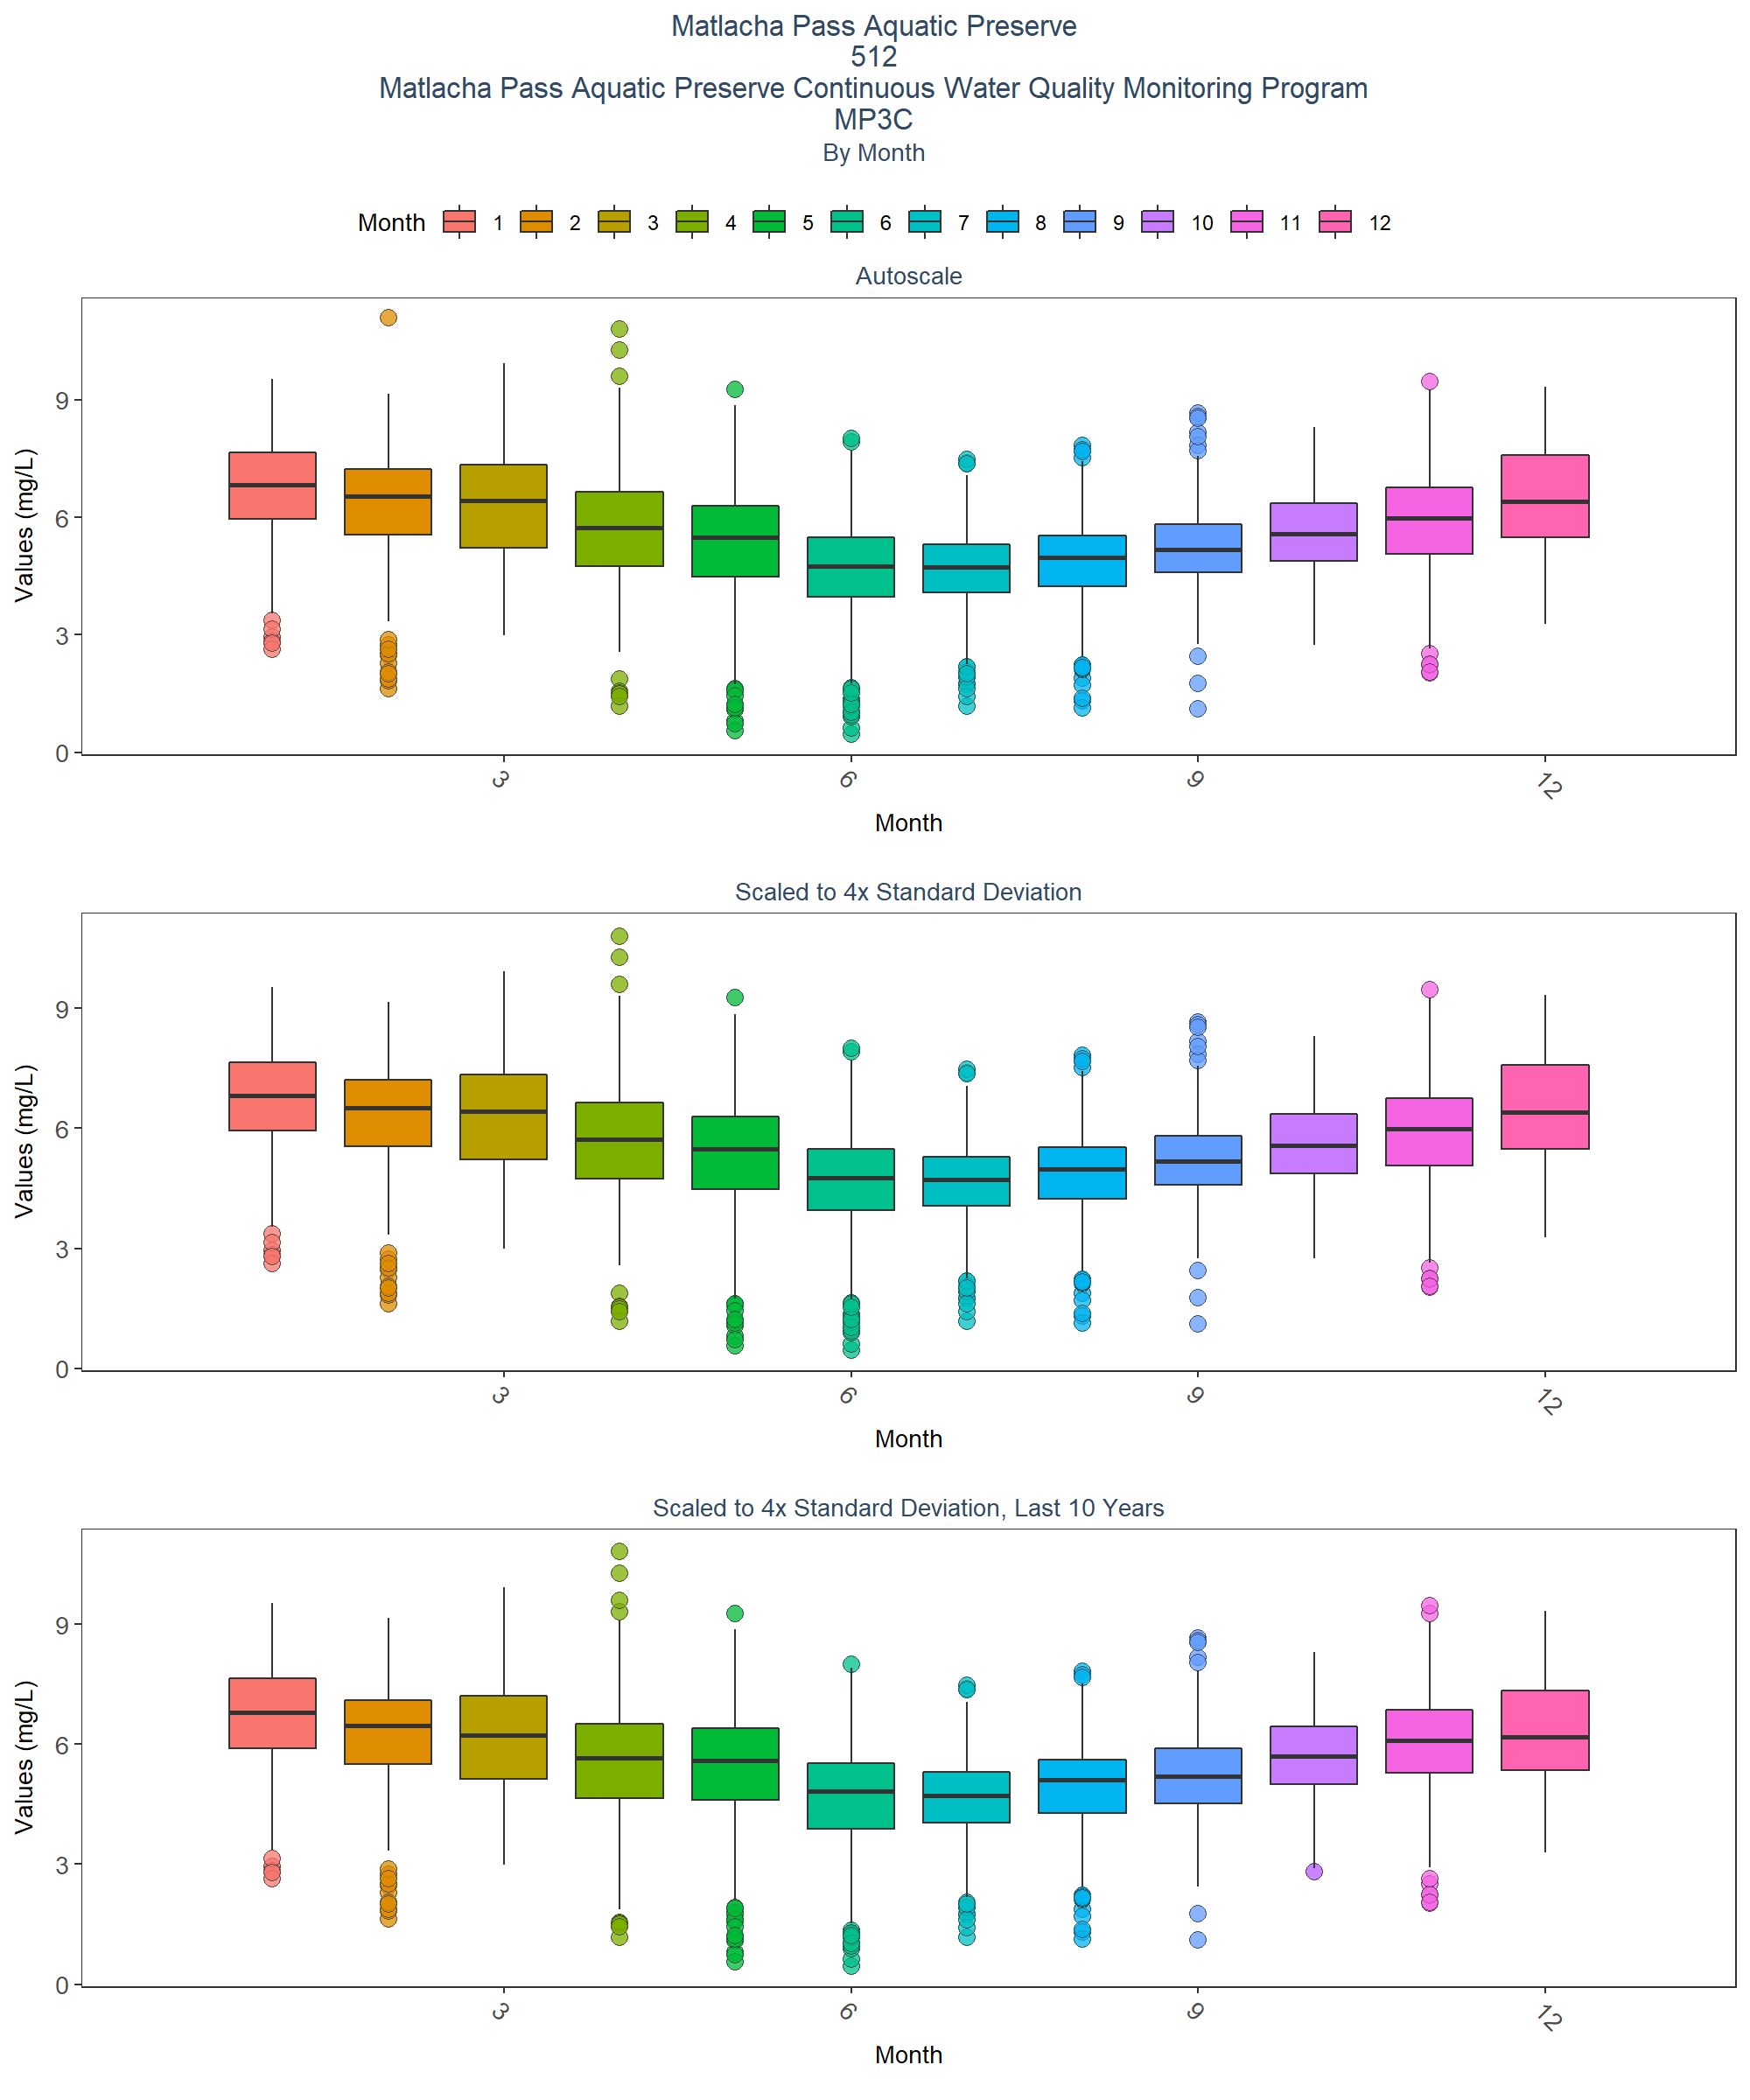 Matlacha Pass Aquatic Preserve
512
Matlacha Pass Aquatic Preserve Continuous Water Quality Monitoring Program
MP3C
By Month
Month 1 2 3 4 5 6 7 8 9 10 11 12
Autoscale
Values (mg/L)
9
6
3
0
3 6 9 12
Month
Scaled to 4x Standard Deviation
Values (mg/L)
9
6
3
0
3 6 9 12
Month
Scaled to 4x Standard Deviation, Last 10 Years
Values (mg/L)
9
6
3
0
3 6 9 12
Month